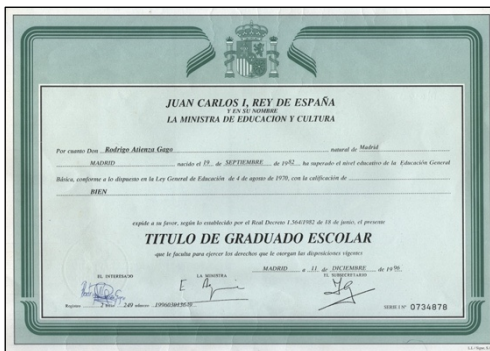 JUAN CARLOS I, REY DE ESPAÑA
Y EN SU NOMBRE
LA MINISTRA DE EDUCACION Y CULTURA
Por cuanto Don Rodrigo Atienza Gago natural de Madrid
MADRID nacido el 19 de SEPTIEMBRE de 1982 ha superado el nivel educativo de la Educación General
Básica, conforme a lo dispuesto en la Ley General de Educación de 4 de agosto de 1970, con la calificación de
BIEN
expide a su favor, según lo establecido por el Real Decreto 1.564/1982 de 18 de junio, el presente
TITULO DE GRADUADO ESCOLAR
que le faculta para ejercer los derechos que le otorgan las disposiciones vigentes
MADRID a 11 de DICIEMBRE de 1996
EL INTERESADO LA MINISTRA EL SUBSECRETARIO
Registro 2 folio 249 número
SERIE I Nº 0734878